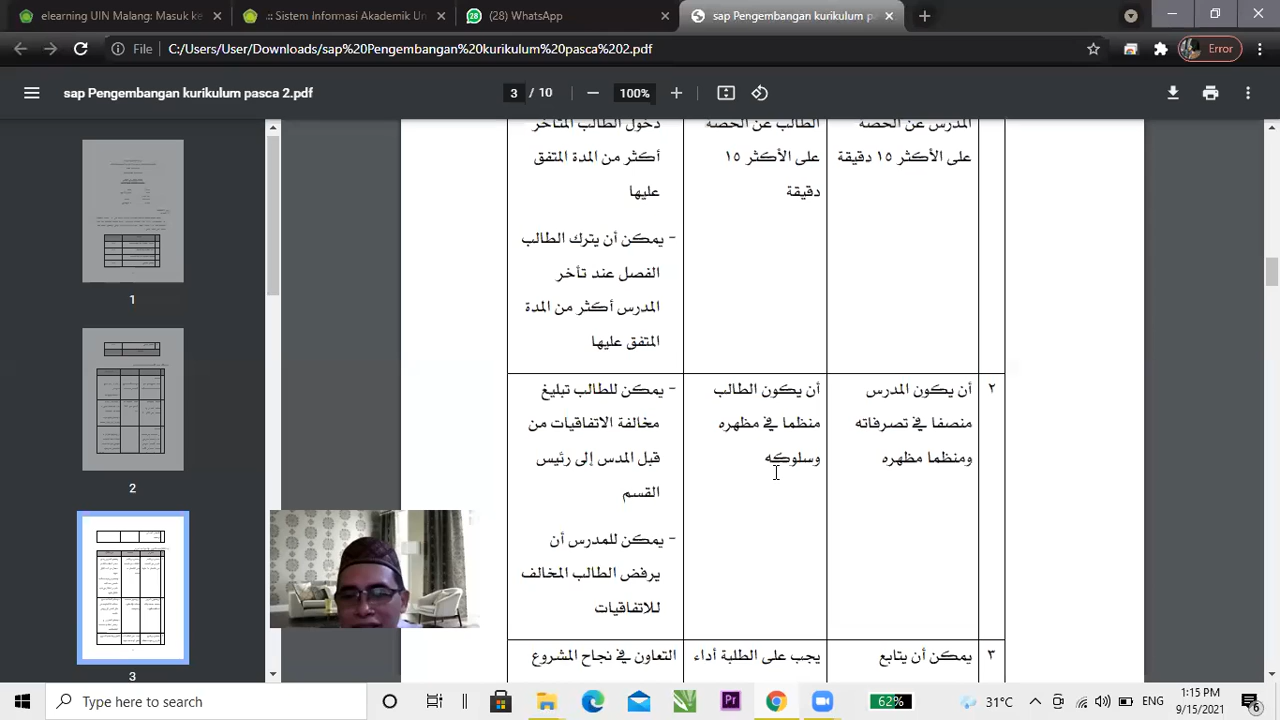 elearning UIN Malang: Masuk ke
:: Sistem Informasi Akademik Un
(28) WhatsApp
sap Pengembangan kurikulum pa
File
C:/Users/User/Downloads/sap%20Pengembangan%20kurikulum%20pasca%202.pdf
Error
sap Pengembangan kurikulum pasca 2.pdf
3 / 10
100%
1
2
3
المدرس عن الحصة
على الأكثر ١٥ دقيقة
الطالب عن الحصة
على الأكثر ١٥
دقيقة
دخول الطالب المتأخر
أكثر من المدة المتفق
عليها
- يمكن أن يترك الطالب
الفصل عند تأخر
المدرس أكثر من المدة
المتفق عليها
٢
أن يكون المدرس
منصفا في تصرفاته
ومنظما مظهره
أن يكون الطالب
منظما في مظهره
وسلوكه
- يمكن للطالب تبليغ
مخالفة الاتفاقيات من
قبل المدس إلى رئيس
القسم
- يمكن للمدرس أن
يرفض الطالب المخالف
للاتفاقيات
٣
يمكن أن يتابع
يجب على الطلبة أداء
التعاون في نجاح المشروع
Type here to search
Pr
62%
31°C
ENG
1:15 PM
9/15/2021
6